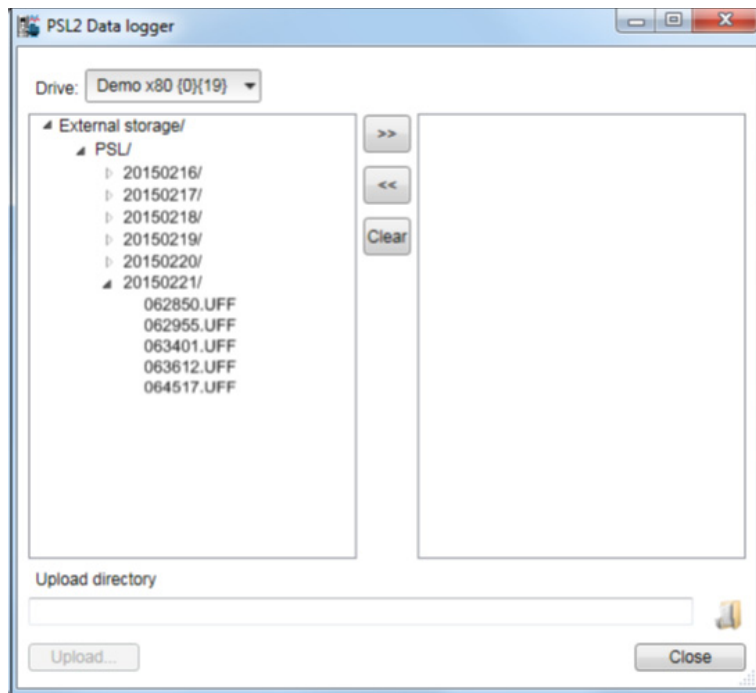 PSL2 Data logger
Drive: Demo x80 {0}{19}
External storage/
PSL/
20150216/
20150217/
20150218/
20150219/
20150220/
20150221/
062850.UFF
062955.UFF
063401.UFF
063612.UFF
064517.UFF
>>
<<
Clear
Upload directory
Upload...
Close